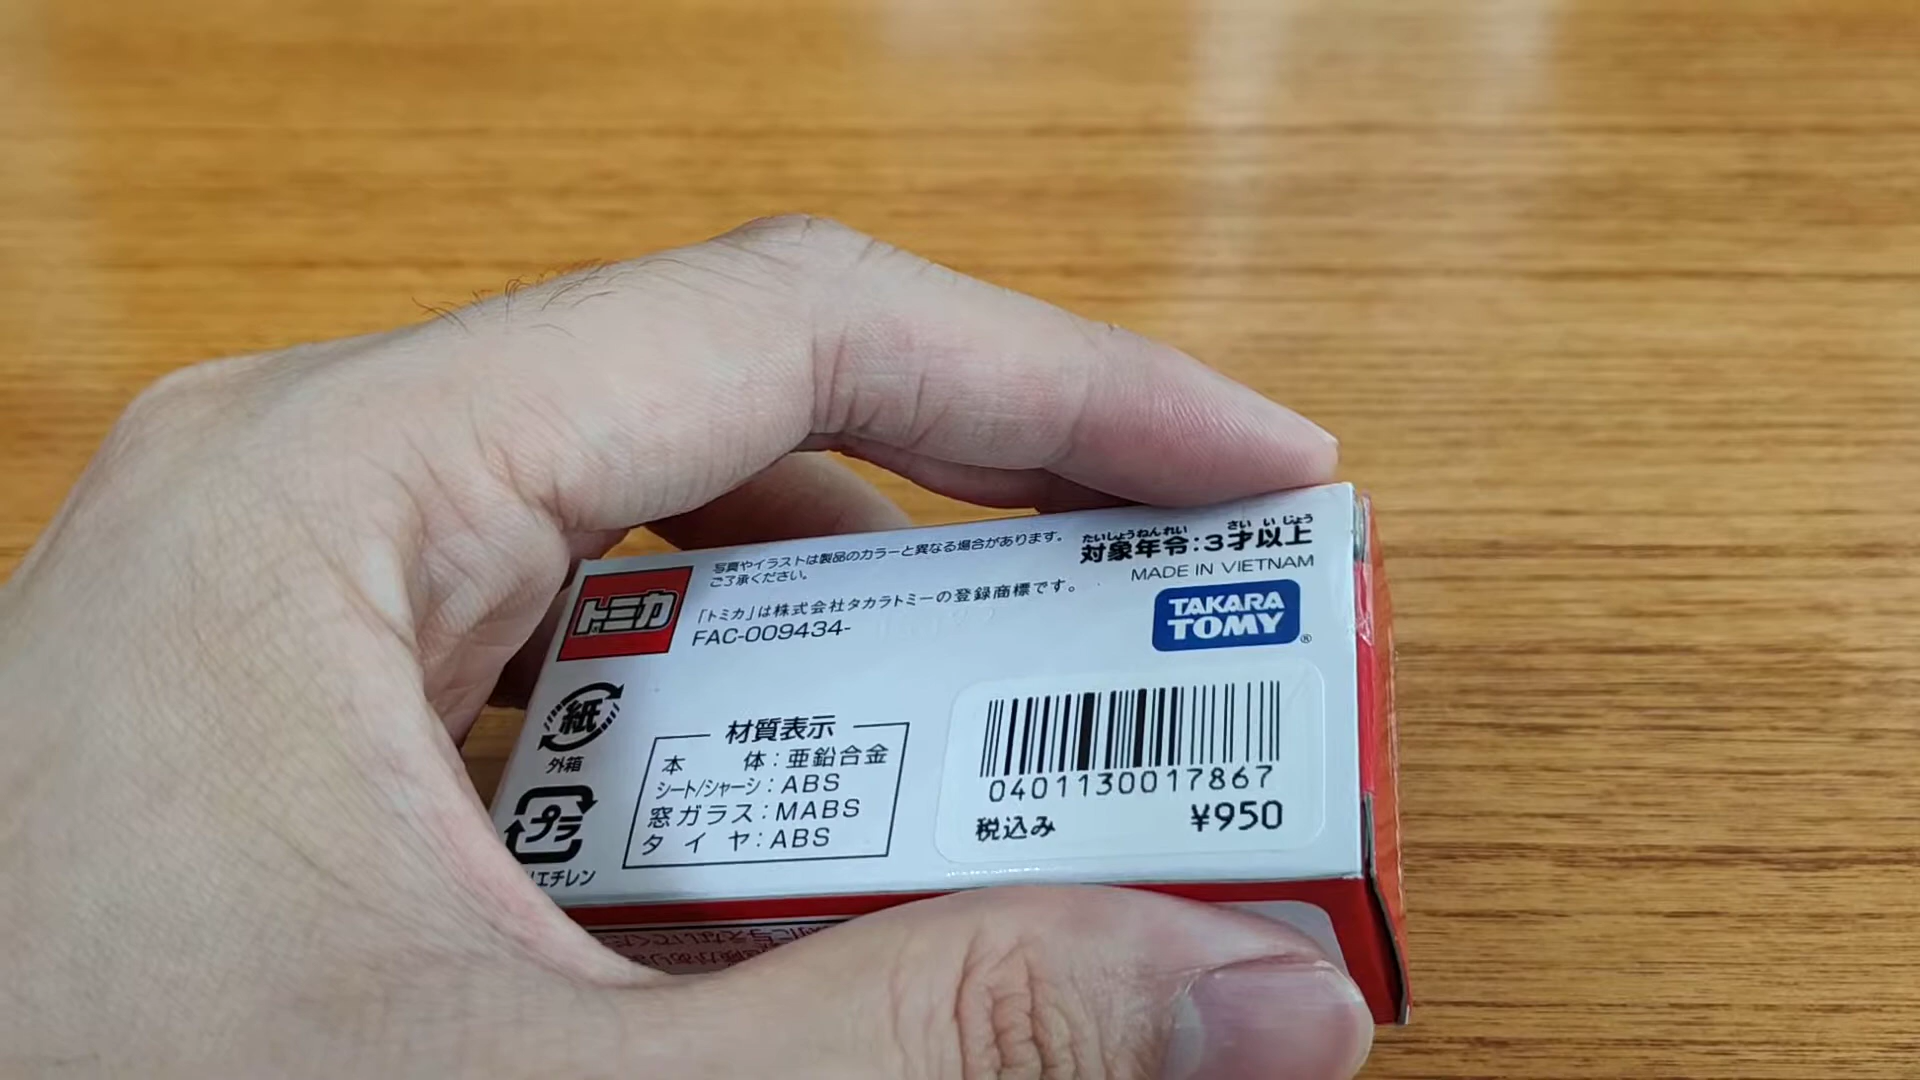 写真やイラストは製品のカラーと異なる場合があります。
ご了承ください。
たいしょうねんれい さい いじょう
対象年令:3才以上
MADE IN VIETNAM
トミカ
「トミカ」は株式会社タカラトミーの登録商標です。
FAC-009434-
TAKARA
TOMY
®
紙
外箱
プラ
エチレン
材質表示
本体:亜鉛合金
シート/シャーシ:ABS
窓ガラス:MABS
タイヤ:ABS
0401130017867
税込み ¥950